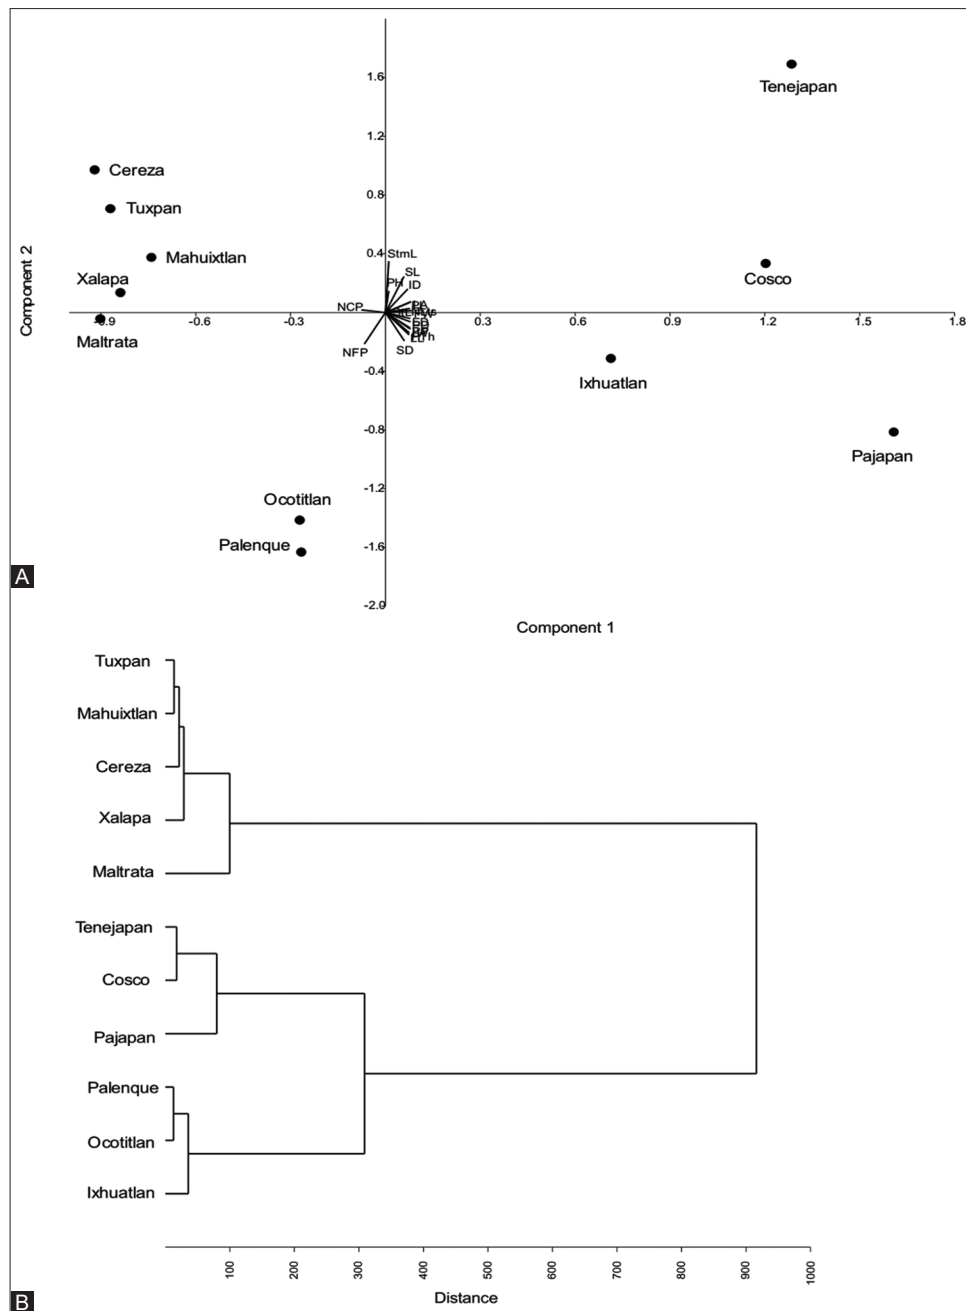 1.6
Tenejapan
1.2
Cereza
0.8
Tuxpan
0.4
StmL
Mahuixtlan
SL
Component 2
Xalapa
PH
ID
Cosco
NCP
-0.6
-0.3
0.3
0.6
0.9
1.2
1.5
1.8
Maltrata
NFP
SD
-0.4
Ixhuatlan
-0.8
Pajapan
-1.2
Ocotitlan
Palenque
-1.6
A
-2.0
Component 1
Tuxpan
Mahuixtlan
Cereza
Xalapa
Maltrata
Tenejapan
Cosco
Pajapan
Palenque
Ocotitlan
Ixhuatlan
100
200
300
400
500
600
700
800
900
1000
B
Distance